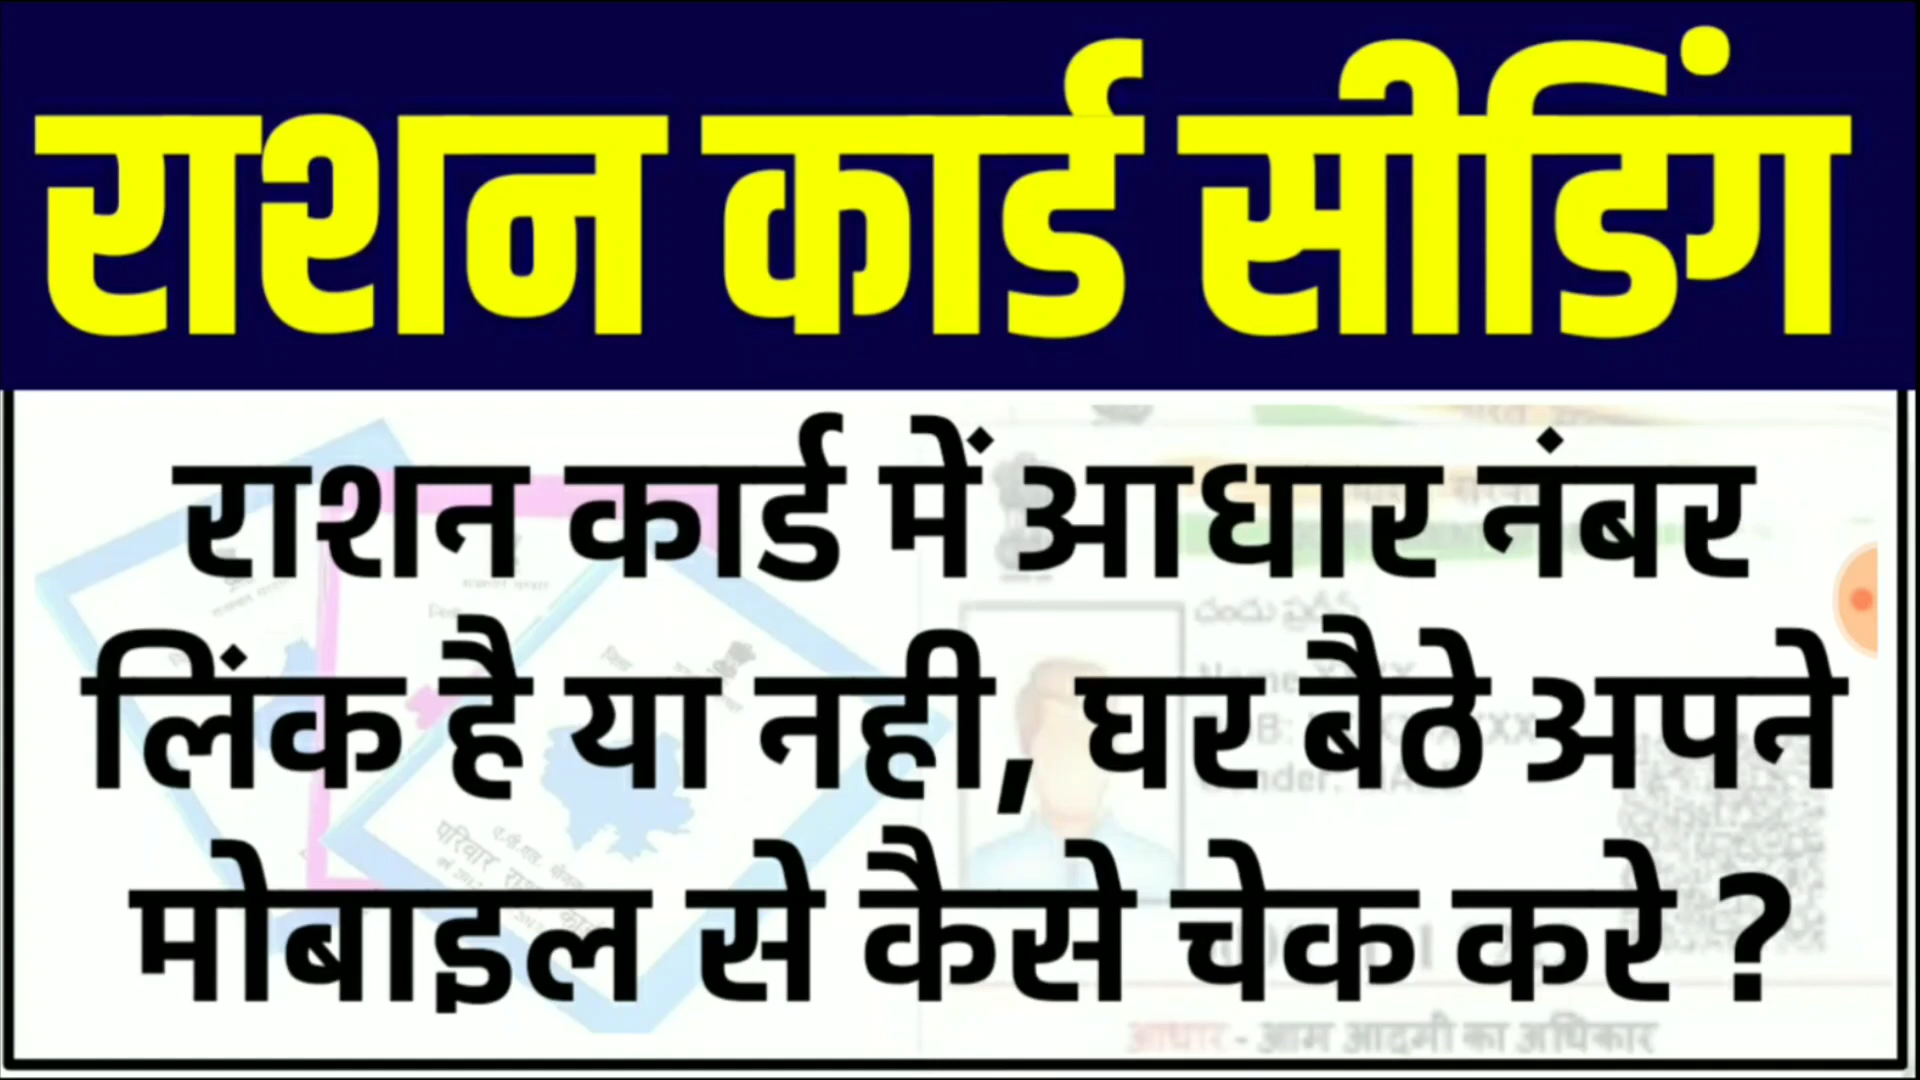 राशन कार्ड सीडिंग
राशन कार्ड में आधार नंबर
लिंक है या नही, घर बैठे अपने
मोबाइल से कैसे चेक करे ?
आधार - आम आदमी का अधिकार